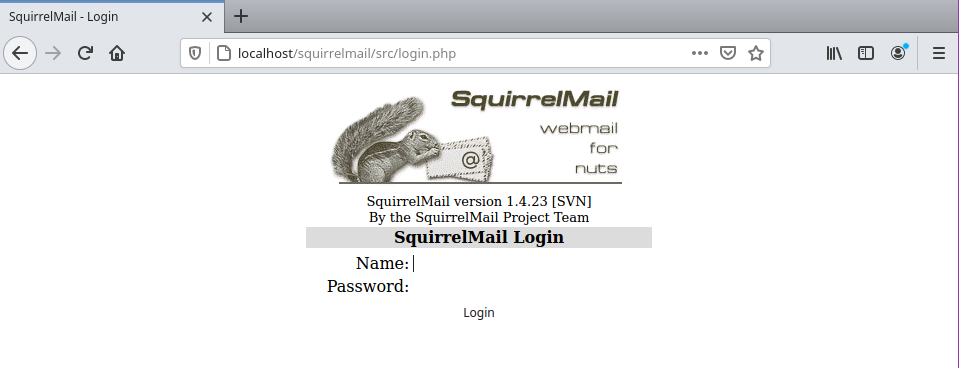 SquirrelMail - Login
localhost/squirrelmail/src/login.php
SquirrelMail
webmail
for
nuts
@
SquirrelMail version 1.4.23 [SVN]
By the SquirrelMail Project Team
SquirrelMail Login
Name:
Password:
Login